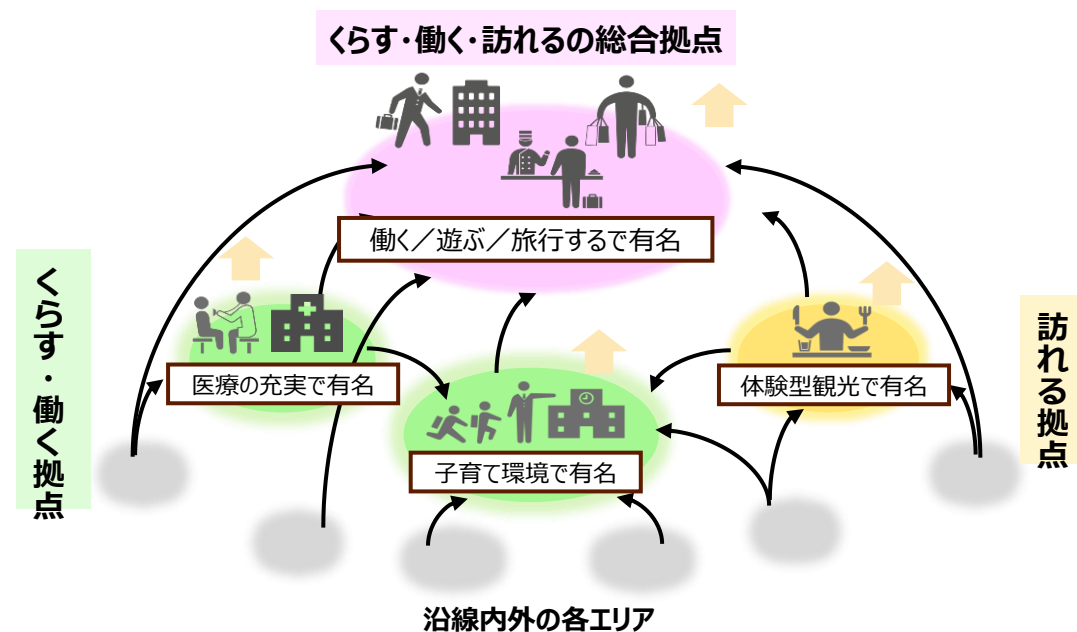 くらす・働く・訪れるの総合拠点
働く／遊ぶ／旅行するで有名
くらす・働く拠点
医療の充実で有名
体験型観光で有名
訪れる拠点
子育て環境で有名
沿線内外の各エリア